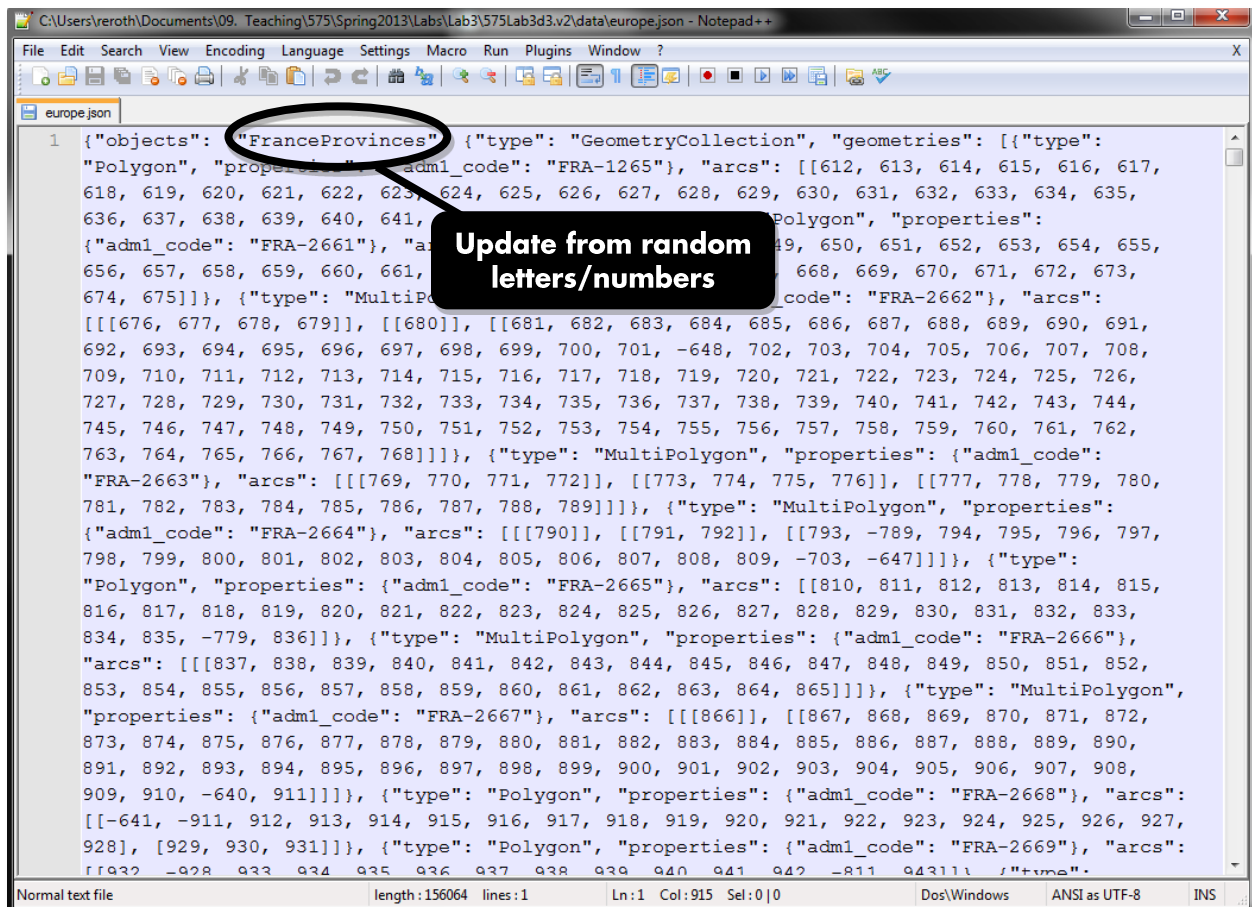 C:\Users\reroth\Documents\09. Teaching\575\Spring2013\Labs\Lab3\575Lab3d3.v2\data\europe.json - Notepad++
File Edit Search View Encoding Language Settings Macro Run Plugins Window ? X
ABC
europe.json
1 {"objects": "FranceProvinces" {"type": "GeometryCollection", "geometries": [{"type":
"Polygon", "properties" "adm1_code": "FRA-1265"}, "arcs": [[612, 613, 614, 615, 616, 617,
618, 619, 620, 621, 622, 623, 624, 625, 626, 627, 628, 629, 630, 631, 632, 633, 634, 635,
636, 637, 638, 639, 640, 641, Polygon", "properties":
{"adm1_code": "FRA-2661"}, 49, 650, 651, 652, 653, 654, 655,
Update from random
letters/numbers
656, 657, 658, 659, 660, 661, 668, 669, 670, 671, 672, 673,
674, 675]]}, {"type": _code": "FRA-2662"}, "arcs":
[[[676, 677, 678, 679]], [[680]], [[681, 682, 683, 684, 685, 686, 687, 688, 689, 690, 691,
692, 693, 694, 695, 696, 697, 698, 699, 700, 701, -648, 702, 703, 704, 705, 706, 707, 708,
709, 710, 711, 712, 713, 714, 715, 716, 717, 718, 719, 720, 721, 722, 723, 724, 725, 726,
727, 728, 729, 730, 731, 732, 733, 734, 735, 736, 737, 738, 739, 740, 741, 742, 743, 744,
745, 746, 747, 748, 749, 750, 751, 752, 753, 754, 755, 756, 757, 758, 759, 760, 761, 762,
763, 764, 765, 766, 767, 768]]]}, {"type": "MultiPolygon", "properties": {"adm1_code":
"FRA-2663"}, "arcs": [[[769, 770, 771, 772]], [[773, 774, 775, 776]], [[777, 778, 779, 780,
781, 782, 783, 784, 785, 786, 787, 788, 789]]]}, {"type": "MultiPolygon", "properties":
{"adm1_code": "FRA-2664"}, "arcs": [[[790]], [[791, 792]], [[793, -789, 794, 795, 796, 797,
798, 799, 800, 801, 802, 803, 804, 805, 806, 807, 808, 809, -703, -647]]]}, {"type":
"Polygon", "properties": {"adm1_code": "FRA-2665"}, "arcs": [[810, 811, 812, 813, 814, 815,
816, 817, 818, 819, 820, 821, 822, 823, 824, 825, 826, 827, 828, 829, 830, 831, 832, 833,
834, 835, -779, 836]]}, {"type": "MultiPolygon", "properties": {"adm1_code": "FRA-2666"},
"arcs": [[[837, 838, 839, 840, 841, 842, 843, 844, 845, 846, 847, 848, 849, 850, 851, 852,
853, 854, 855, 856, 857, 858, 859, 860, 861, 862, 863, 864, 865]]]}, {"type": "MultiPolygon",
"properties": {"adm1_code": "FRA-2667"}, "arcs": [[[866]], [[867, 868, 869, 870, 871, 872,
873, 874, 875, 876, 877, 878, 879, 880, 881, 882, 883, 884, 885, 886, 887, 888, 889, 890,
891, 892, 893, 894, 895, 896, 897, 898, 899, 900, 901, 902, 903, 904, 905, 906, 907, 908,
909, 910, -640, 911]]]}, {"type": "Polygon", "properties": {"adm1_code": "FRA-2668"}, "arcs":
[[-641, -911, 912, 913, 914, 915, 916, 917, 918, 919, 920, 921, 922, 923, 924, 925, 926, 927,
928], [929, 930, 931]]}, {"type": "Polygon", "properties": {"adm1_code": "FRA-2669"}, "arcs":
[[932, -928, 933, 934, 935, 936, 937, 938, 939, 940, 941, 942, -811, 943]]}, {"type":
Normal text file length : 156064 lines : 1 Ln : 1 Col : 915 Sel : 0 | 0 Dos\Windows ANSI as UTF-8 INS